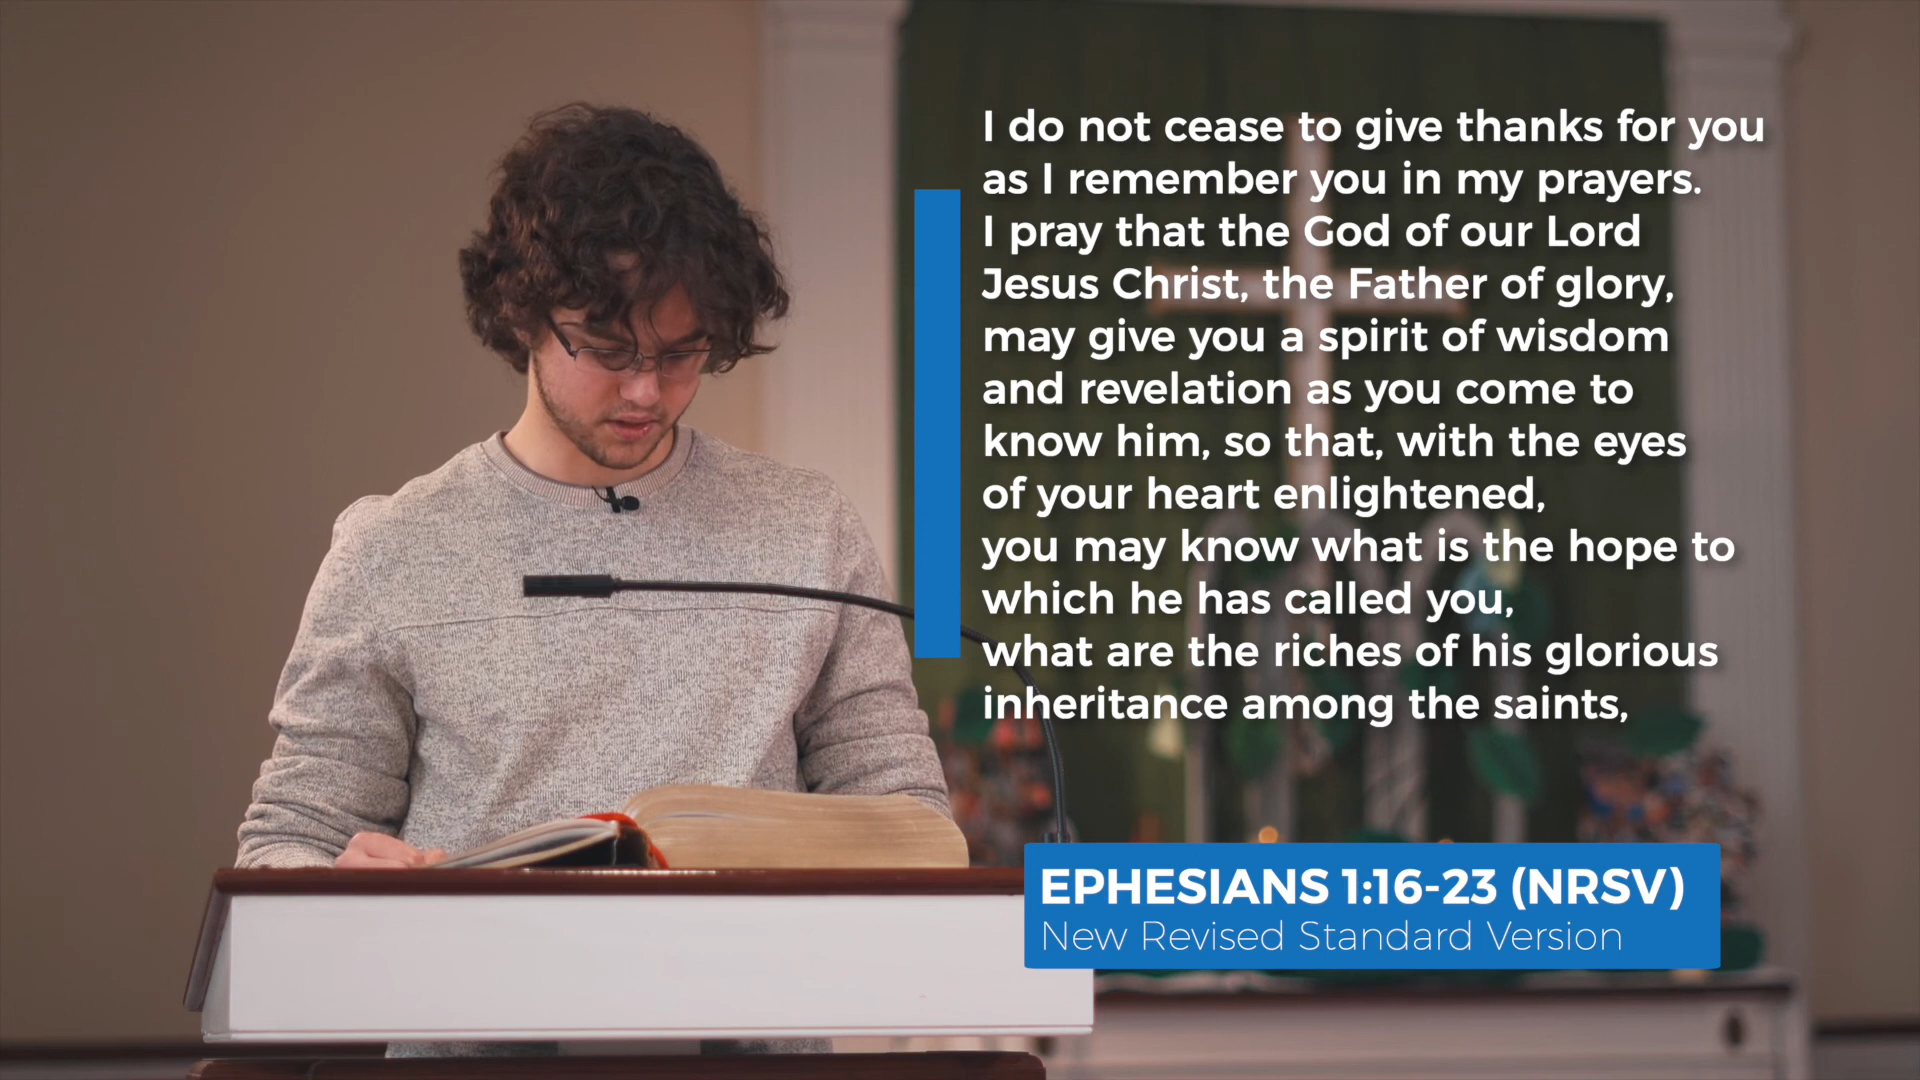 I do not cease to give thanks for you
as I remember you in my prayers.
I pray that the God of our Lord
Jesus Christ, the Father of glory,
may give you a spirit of wisdom
and revelation as you come to
know him, so that, with the eyes
of your heart enlightened,
you may know what is the hope to
which he has called you,
what are the riches of his glorious
inheritance among the saints,
EPHESIANS 1:16-23 (NRSV)
New Revised Standard Version